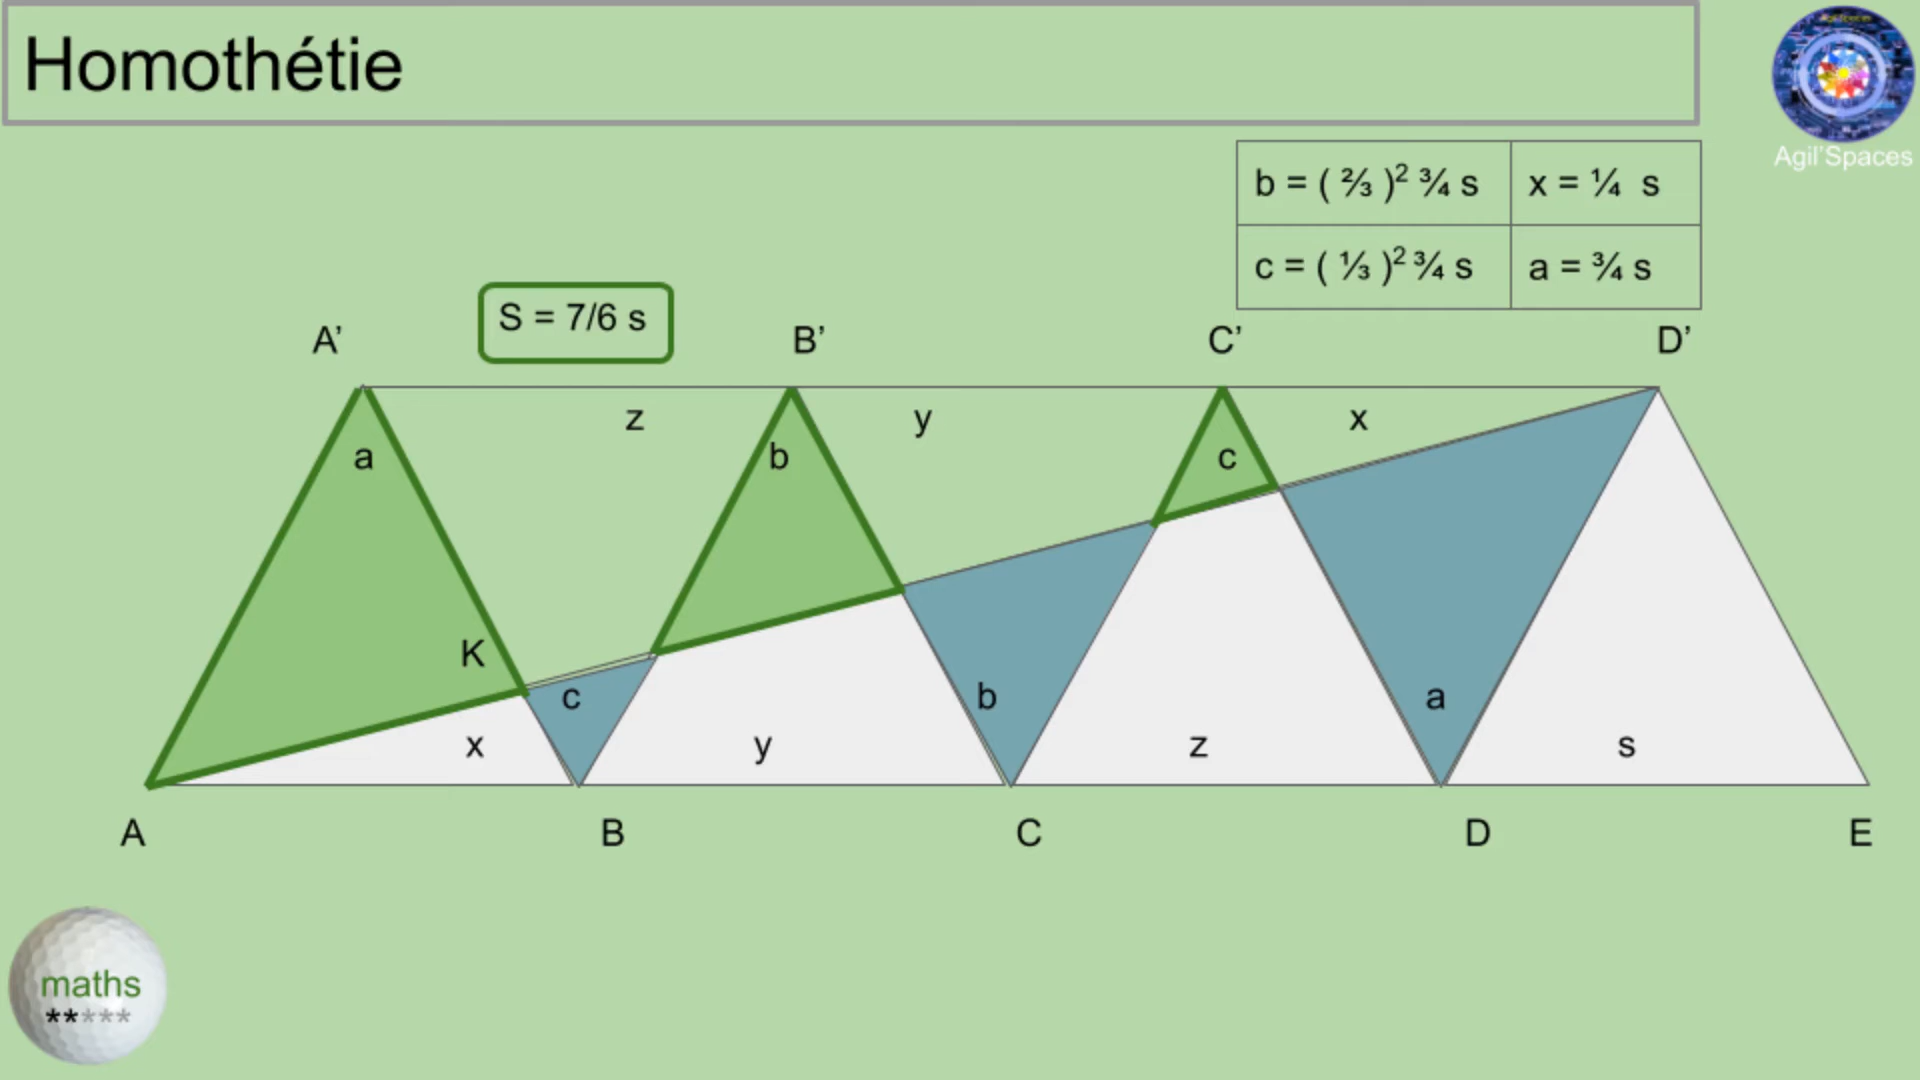 Homothétie
Agil'Spaces
b = ( ⅔ )² ¾ s
x = ¼ s
c = ( ⅓ )² ¾ s
a = ¾ s
S = 7/6 s
A' B' C' D'
z y x
a b c
K
c b a
x y z s
A B C D E
maths
*****